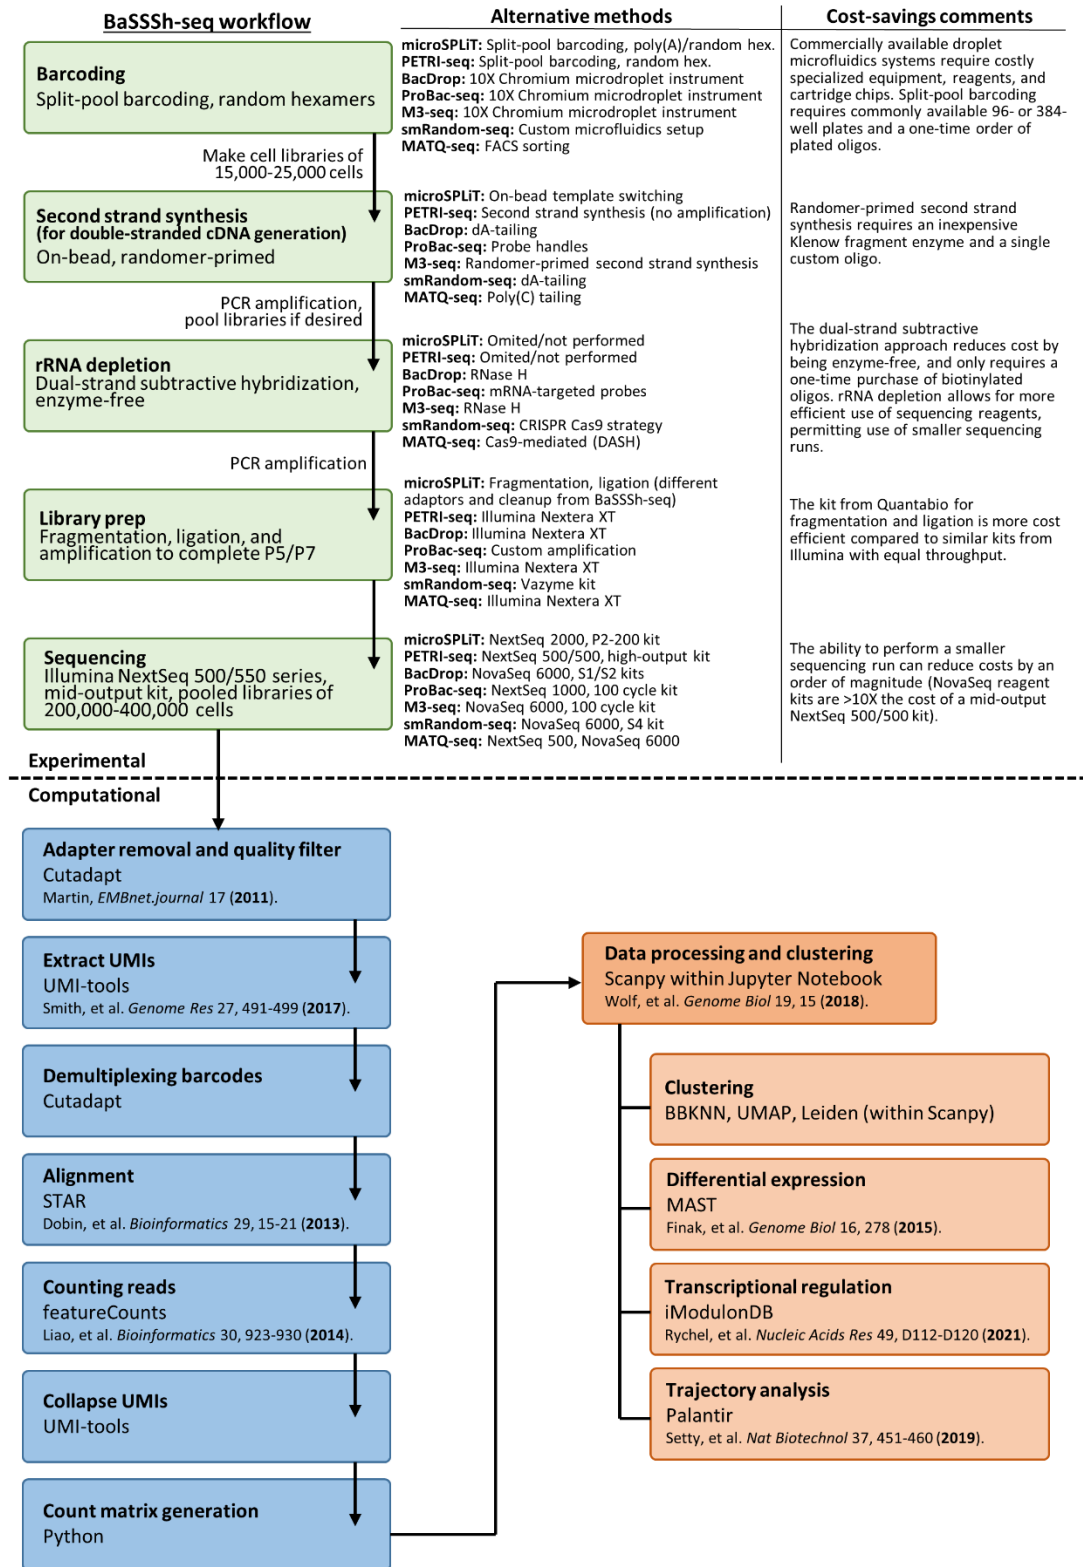 BaSSSh-seq workflow
Alternative methods
Cost-savings comments
Barcoding
Split-pool barcoding, random hexamers
microSPLiT: Split-pool barcoding, poly(A)/random hex.
PETRI-seq: Split-pool barcoding, random hex.
BacDrop: 10X Chromium microdroplet instrument
ProBac-seq: 10X Chromium microdroplet instrument
M3-seq: 10X Chromium microdroplet instrument
smRandom-seq: Custom microfluidics setup
MATQ-seq: FACS sorting
Commercially available droplet
microfluidics systems require costly
specialized equipment, reagents, and
cartridge chips. Split-pool barcoding
requires commonly available 96- or 384-
well plates and a one-time order of
plated oligos.
Make cell libraries of
15,000-25,000 cells
Second strand synthesis
(for double-stranded cDNA generation)
On-bead, randomer-primed
microSPLiT: On-bead template switching
PETRI-seq: Second strand synthesis (no amplification)
BacDrop: dA-tailing
ProBac-seq: Probe handles
M3-seq: Randomer-primed second strand synthesis
smRandom-seq: dA-tailing
MATQ-seq: Poly(C) tailing
Randomer-primed second strand
synthesis requires an inexpensive
Klenow fragment enzyme and a single
custom oligo.
PCR amplification,
pool libraries if desired
rRNA depletion
Dual-strand subtractive hybridization,
enzyme-free
microSPLiT: Omited/not performed
PETRI-seq: Omited/not performed
BacDrop: RNase H
ProBac-seq: mRNA-targeted probes
M3-seq: RNase H
smRandom-seq: CRISPR Cas9 strategy
MATQ-seq: Cas9-mediated (DASH)
The dual-strand subtractive
hybridization approach reduces cost by
being enzyme-free, and only requires a
one-time purchase of biotinylated
oligos. rRNA depletion allows for more
efficient use of sequencing reagents,
permitting use of smaller sequencing
runs.
PCR amplification
Library prep
Fragmentation, ligation, and
amplification to complete P5/P7
microSPLiT: Fragmentation, ligation (different
adaptors and cleanup from BaSSSh-seq)
PETRI-seq: Illumina Nextera XT
BacDrop: Illumina Nextera XT
ProBac-seq: Custom amplification
M3-seq: Illumina Nextera XT
smRandom-seq: Vazyme kit
MATQ-seq: Illumina Nextera XT
The kit from Quantabio for
fragmentation and ligation is more cost
efficient compared to similar kits from
Illumina with equal throughput.
Sequencing
Illumina NextSeq 500/550 series,
mid-output kit, pooled libraries of
200,000-400,000 cells
microSPLiT: NextSeq 2000, P2-200 kit
PETRI-seq: NextSeq 500/500, high-output kit
BacDrop: NovaSeq 6000, S1/S2 kits
ProBac-seq: NextSeq 1000, 100 cycle kit
M3-seq: NovaSeq 6000, 100 cycle kit
smRandom-seq: NovaSeq 6000, S4 kit
MATQ-seq: NextSeq 500, NovaSeq 6000
The ability to perform a smaller
sequencing run can reduce costs by an
order of magnitude (NovaSeq reagent
kits are >10X the cost of a mid-output
NextSeq 500/500 kit).
Experimental
Computational
Adapter removal and quality filter
Cutadapt
Martin, EMBnet.journal 17 (2011).
Extract UMIs
UMI-tools
Smith, et al. Genome Res 27, 491-499 (2017).
Demultiplexing barcodes
Cutadapt
Alignment
STAR
Dobin, et al. Bioinformatics 29, 15-21 (2013).
Counting reads
featureCounts
Liao, et al. Bioinformatics 30, 923-930 (2014).
Collapse UMIs
UMI-tools
Count matrix generation
Python
Data processing and clustering
Scanpy within Jupyter Notebook
Wolf, et al. Genome Biol 19, 15 (2018).
Clustering
BBKNN, UMAP, Leiden (within Scanpy)
Differential expression
MAST
Finak, et al. Genome Biol 16, 278 (2015).
Transcriptional regulation
iModulonDB
Rychel, et al. Nucleic Acids Res 49, D112-D120 (2021).
Trajectory analysis
Palantir
Setty, et al. Nat Biotechnol 37, 451-460 (2019).